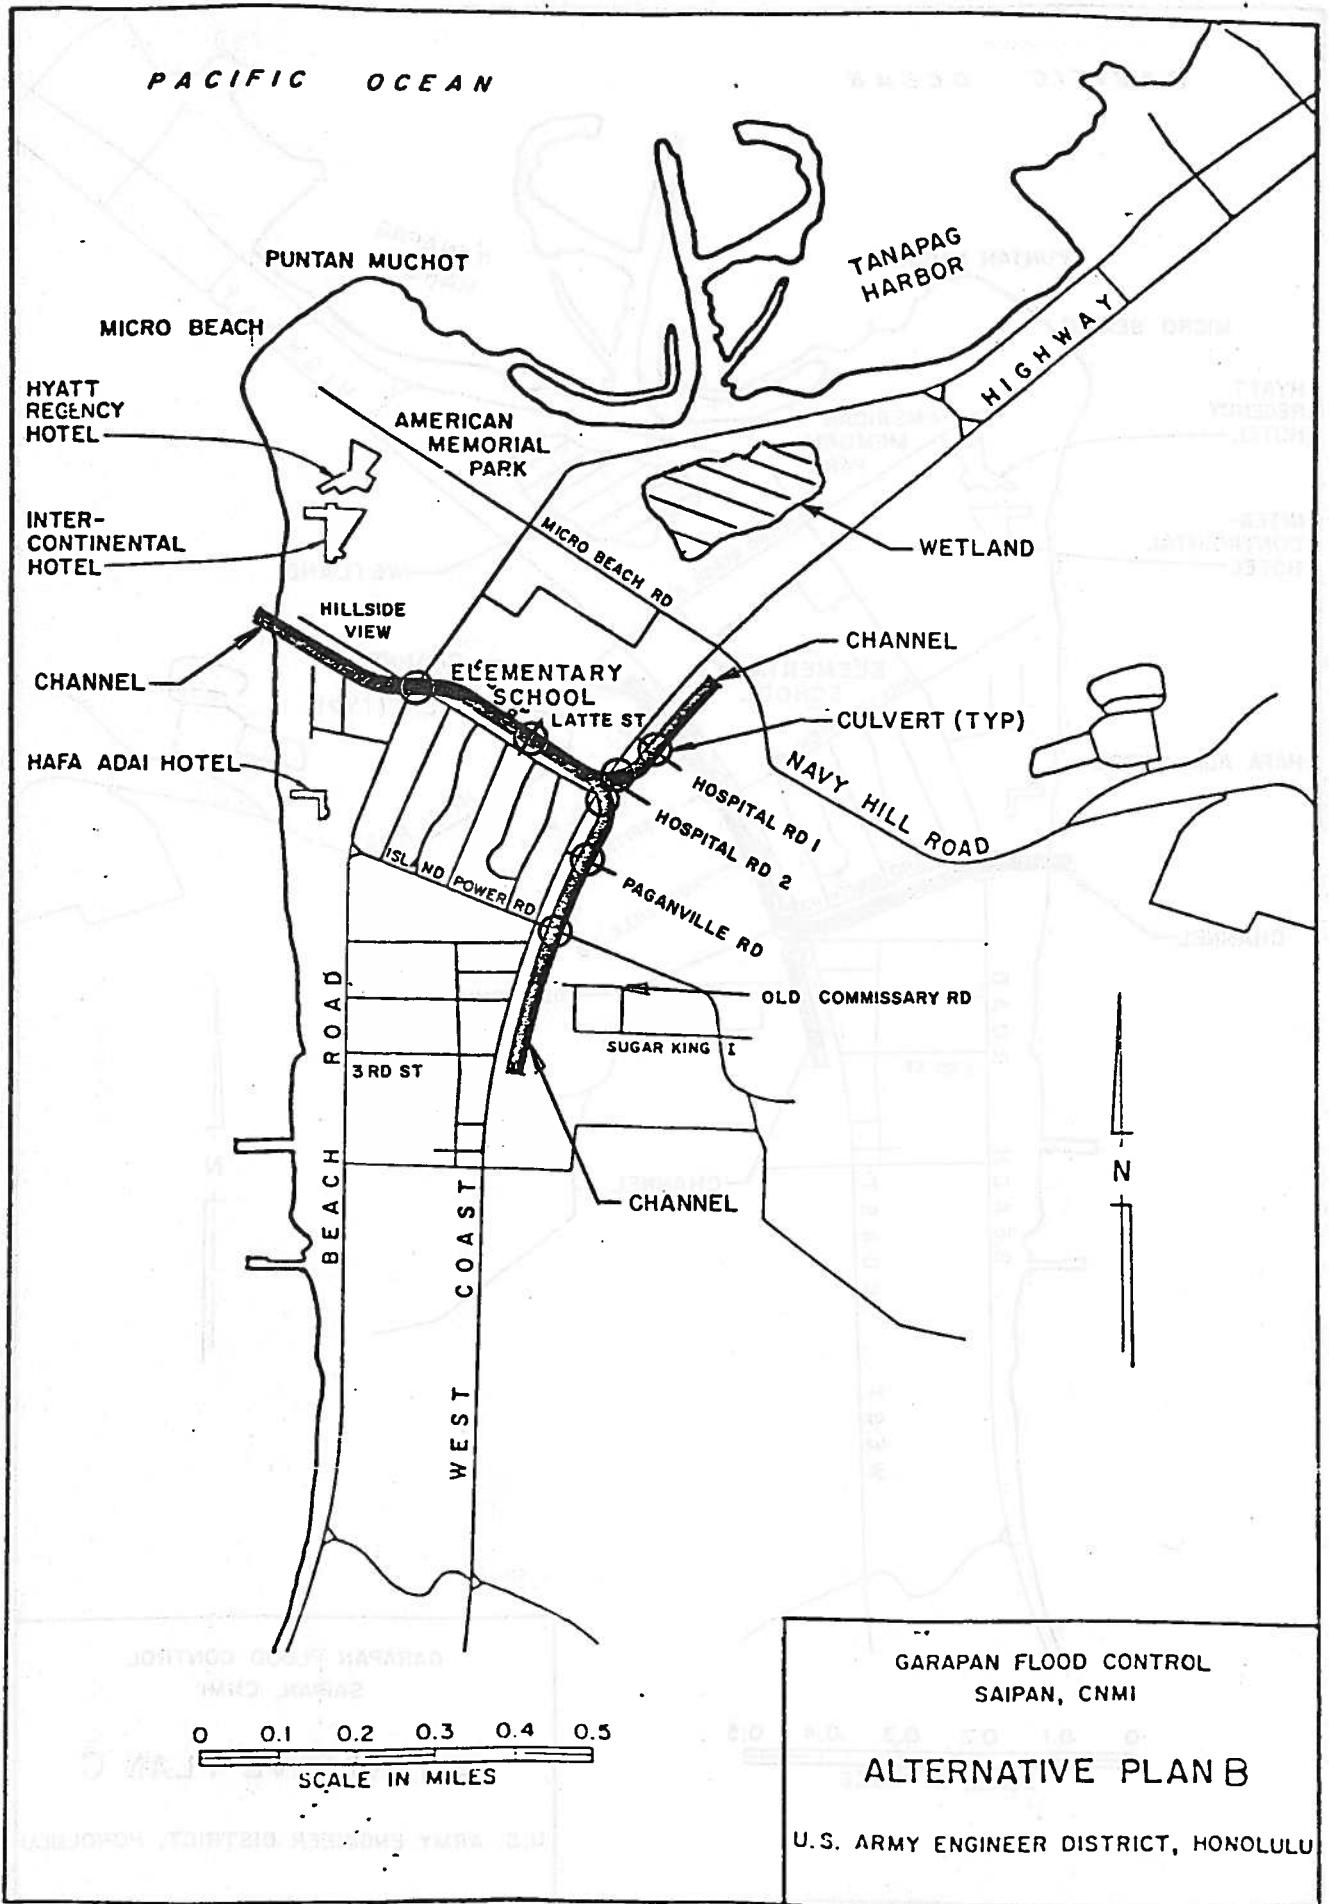 PACIFIC OCEAN
TANAPAG
HARBOR
PUNTAN MUCHOT
MICRO BEACH
HIGHWAY
HYATT
REGENCY
HOTEL
AMERICAN
MEMORIAL
PARK
INTER-
CONTINENTAL
HOTEL
MICRO BEACH RD
WETLAND
HILLSIDE
VIEW
CHANNEL
CHANNEL
ELEMENTARY
SCHOOL
LATTE ST
CULVERT (TYP)
HAFA ADAI HOTEL
HOSPITAL RD 1
NAVY HILL ROAD
HOSPITAL RD 2
ISLAND POWER RD
PAGANVILLE RD
OLD COMMISSARY RD
SUGAR KING I
3RD ST
BEACH ROAD
CHANNEL
N
WEST COAST
0 0.1 0.2 0.3 0.4 0.5
SCALE IN MILES
GARAPAN FLOOD CONTROL
SAIPAN, CNMI
ALTERNATIVE PLAN B
U.S. ARMY ENGINEER DISTRICT, HONOLULU